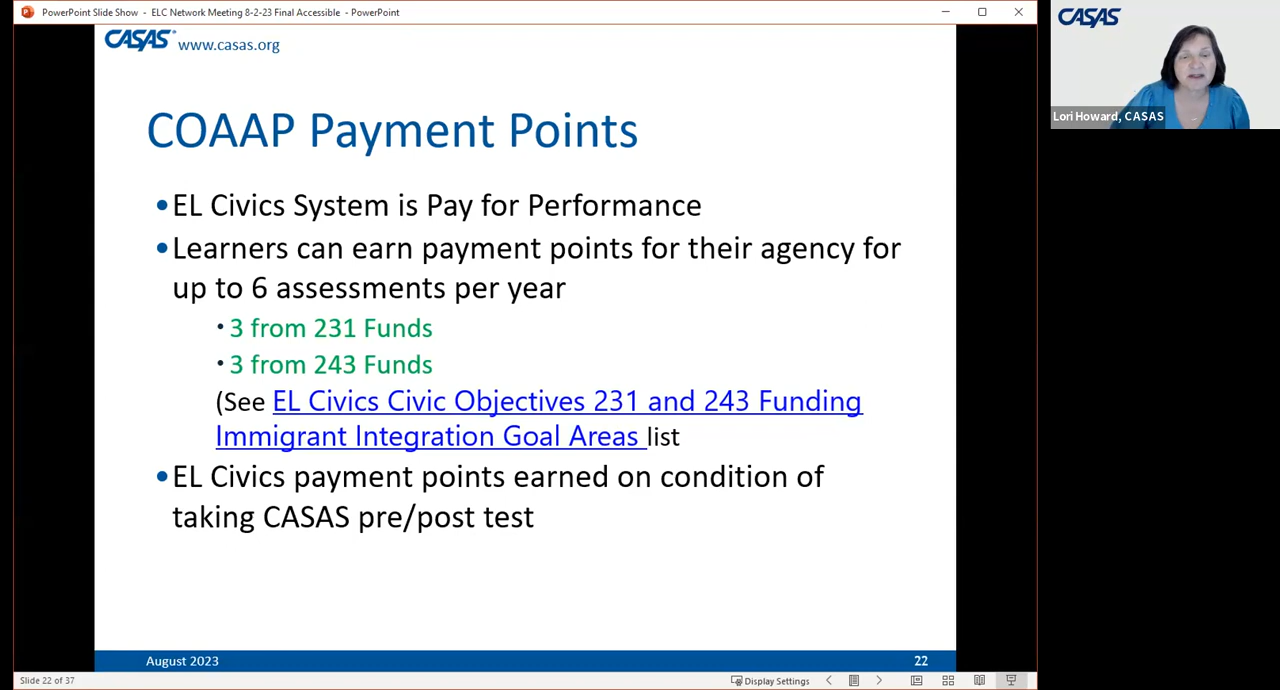 PowerPoint Slide Show - ELC Network Meeting 8-2-23 Final Accessible - PowerPoint
CASAS www.casas.org
COAAP Payment Points
•EL Civics System is Pay for Performance
•Learners can earn payment points for their agency for
up to 6 assessments per year
•3 from 231 Funds
•3 from 243 Funds
(See EL Civics Civic Objectives 231 and 243 Funding
Immigrant Integration Goal Areas list
•EL Civics payment points earned on condition of
taking CASAS pre/post test
August 2023
22
Slide 22 of 37
Display Settings
CASAS
Lori Howard, CASAS